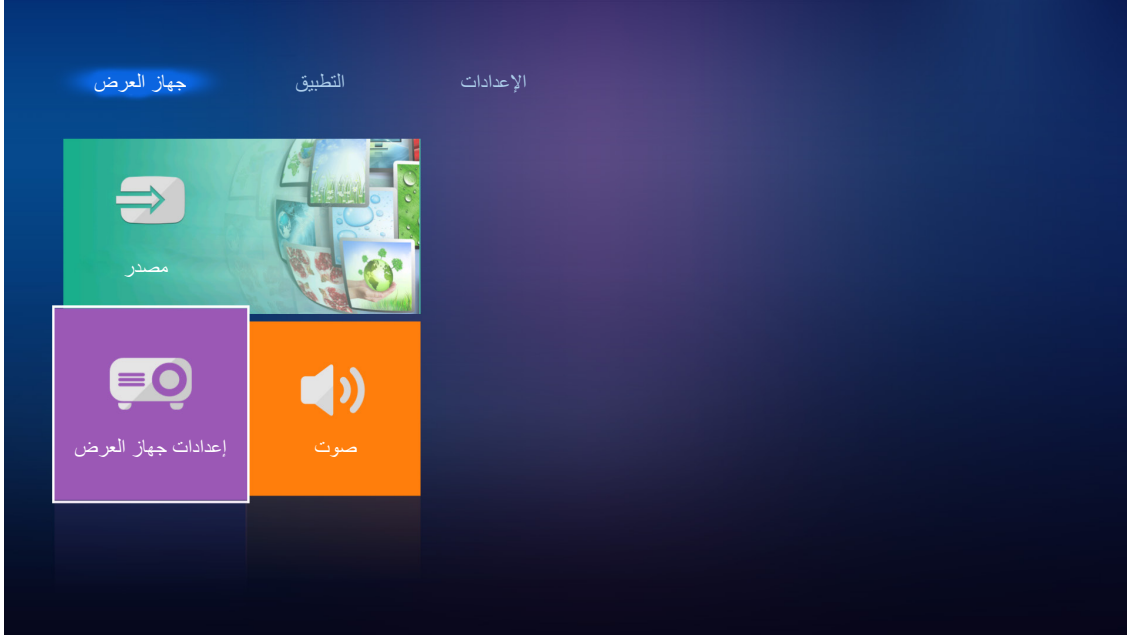 جهاز العرض
التطبيق
الإعدادات
مصدر
إعدادات جهاز العرض
صوت